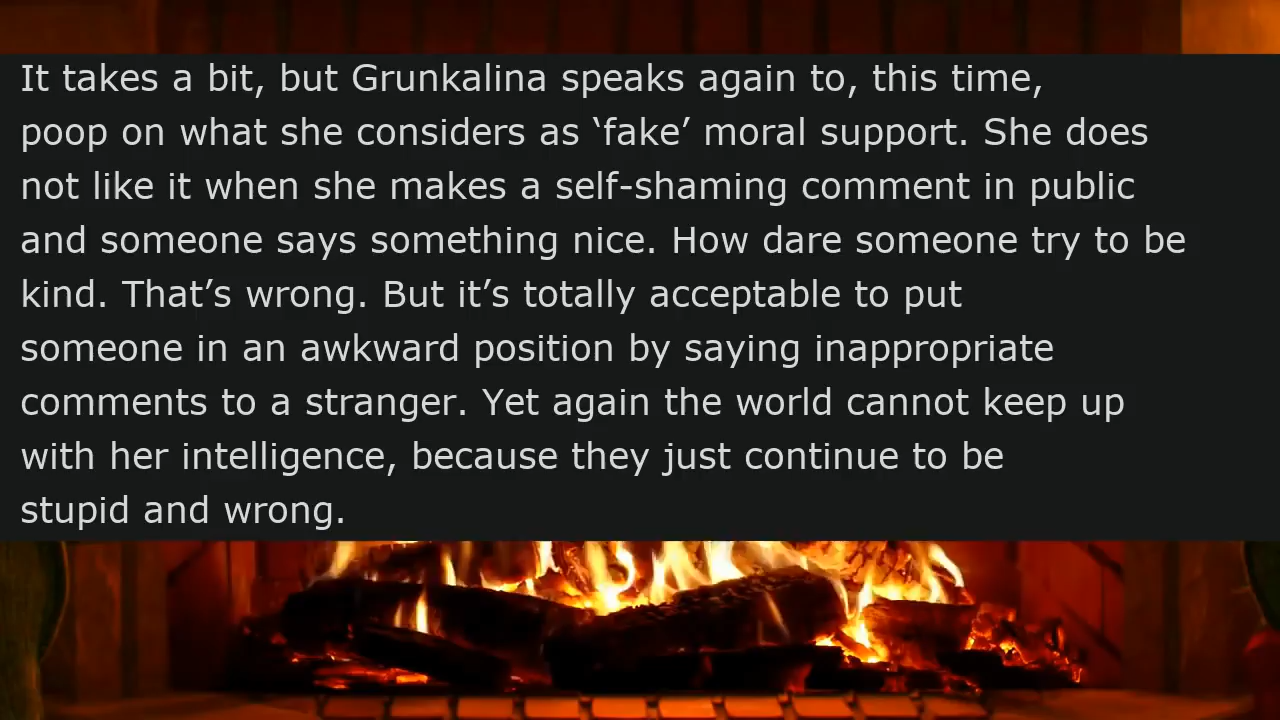 It takes a bit, but Grunkalina speaks again to, this time,
poop on what she considers as ‘fake’ moral support. She does
not like it when she makes a self-shaming comment in public
and someone says something nice. How dare someone try to be
kind. That’s wrong. But it’s totally acceptable to put
someone in an awkward position by saying inappropriate
comments to a stranger. Yet again the world cannot keep up
with her intelligence, because they just continue to be
stupid and wrong.